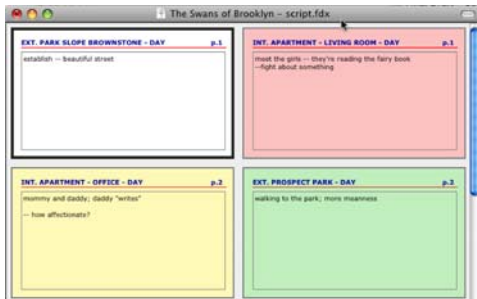 The Swans of Brooklyn - script.fdx
EXT. PARK SLOPE BROWNSTONE - DAY p.1
establish -- beautiful street
INT. APARTMENT - LIVING ROOM - DAY p.1
meet the girls -- they're reading the fairy book
--fight about something
INT. APARTMENT - OFFICE - DAY p.2
mommy and daddy; daddy "writes"
-- how affectionate?
EXT. PROSPECT PARK - DAY p.3
walking to the park; more meanness